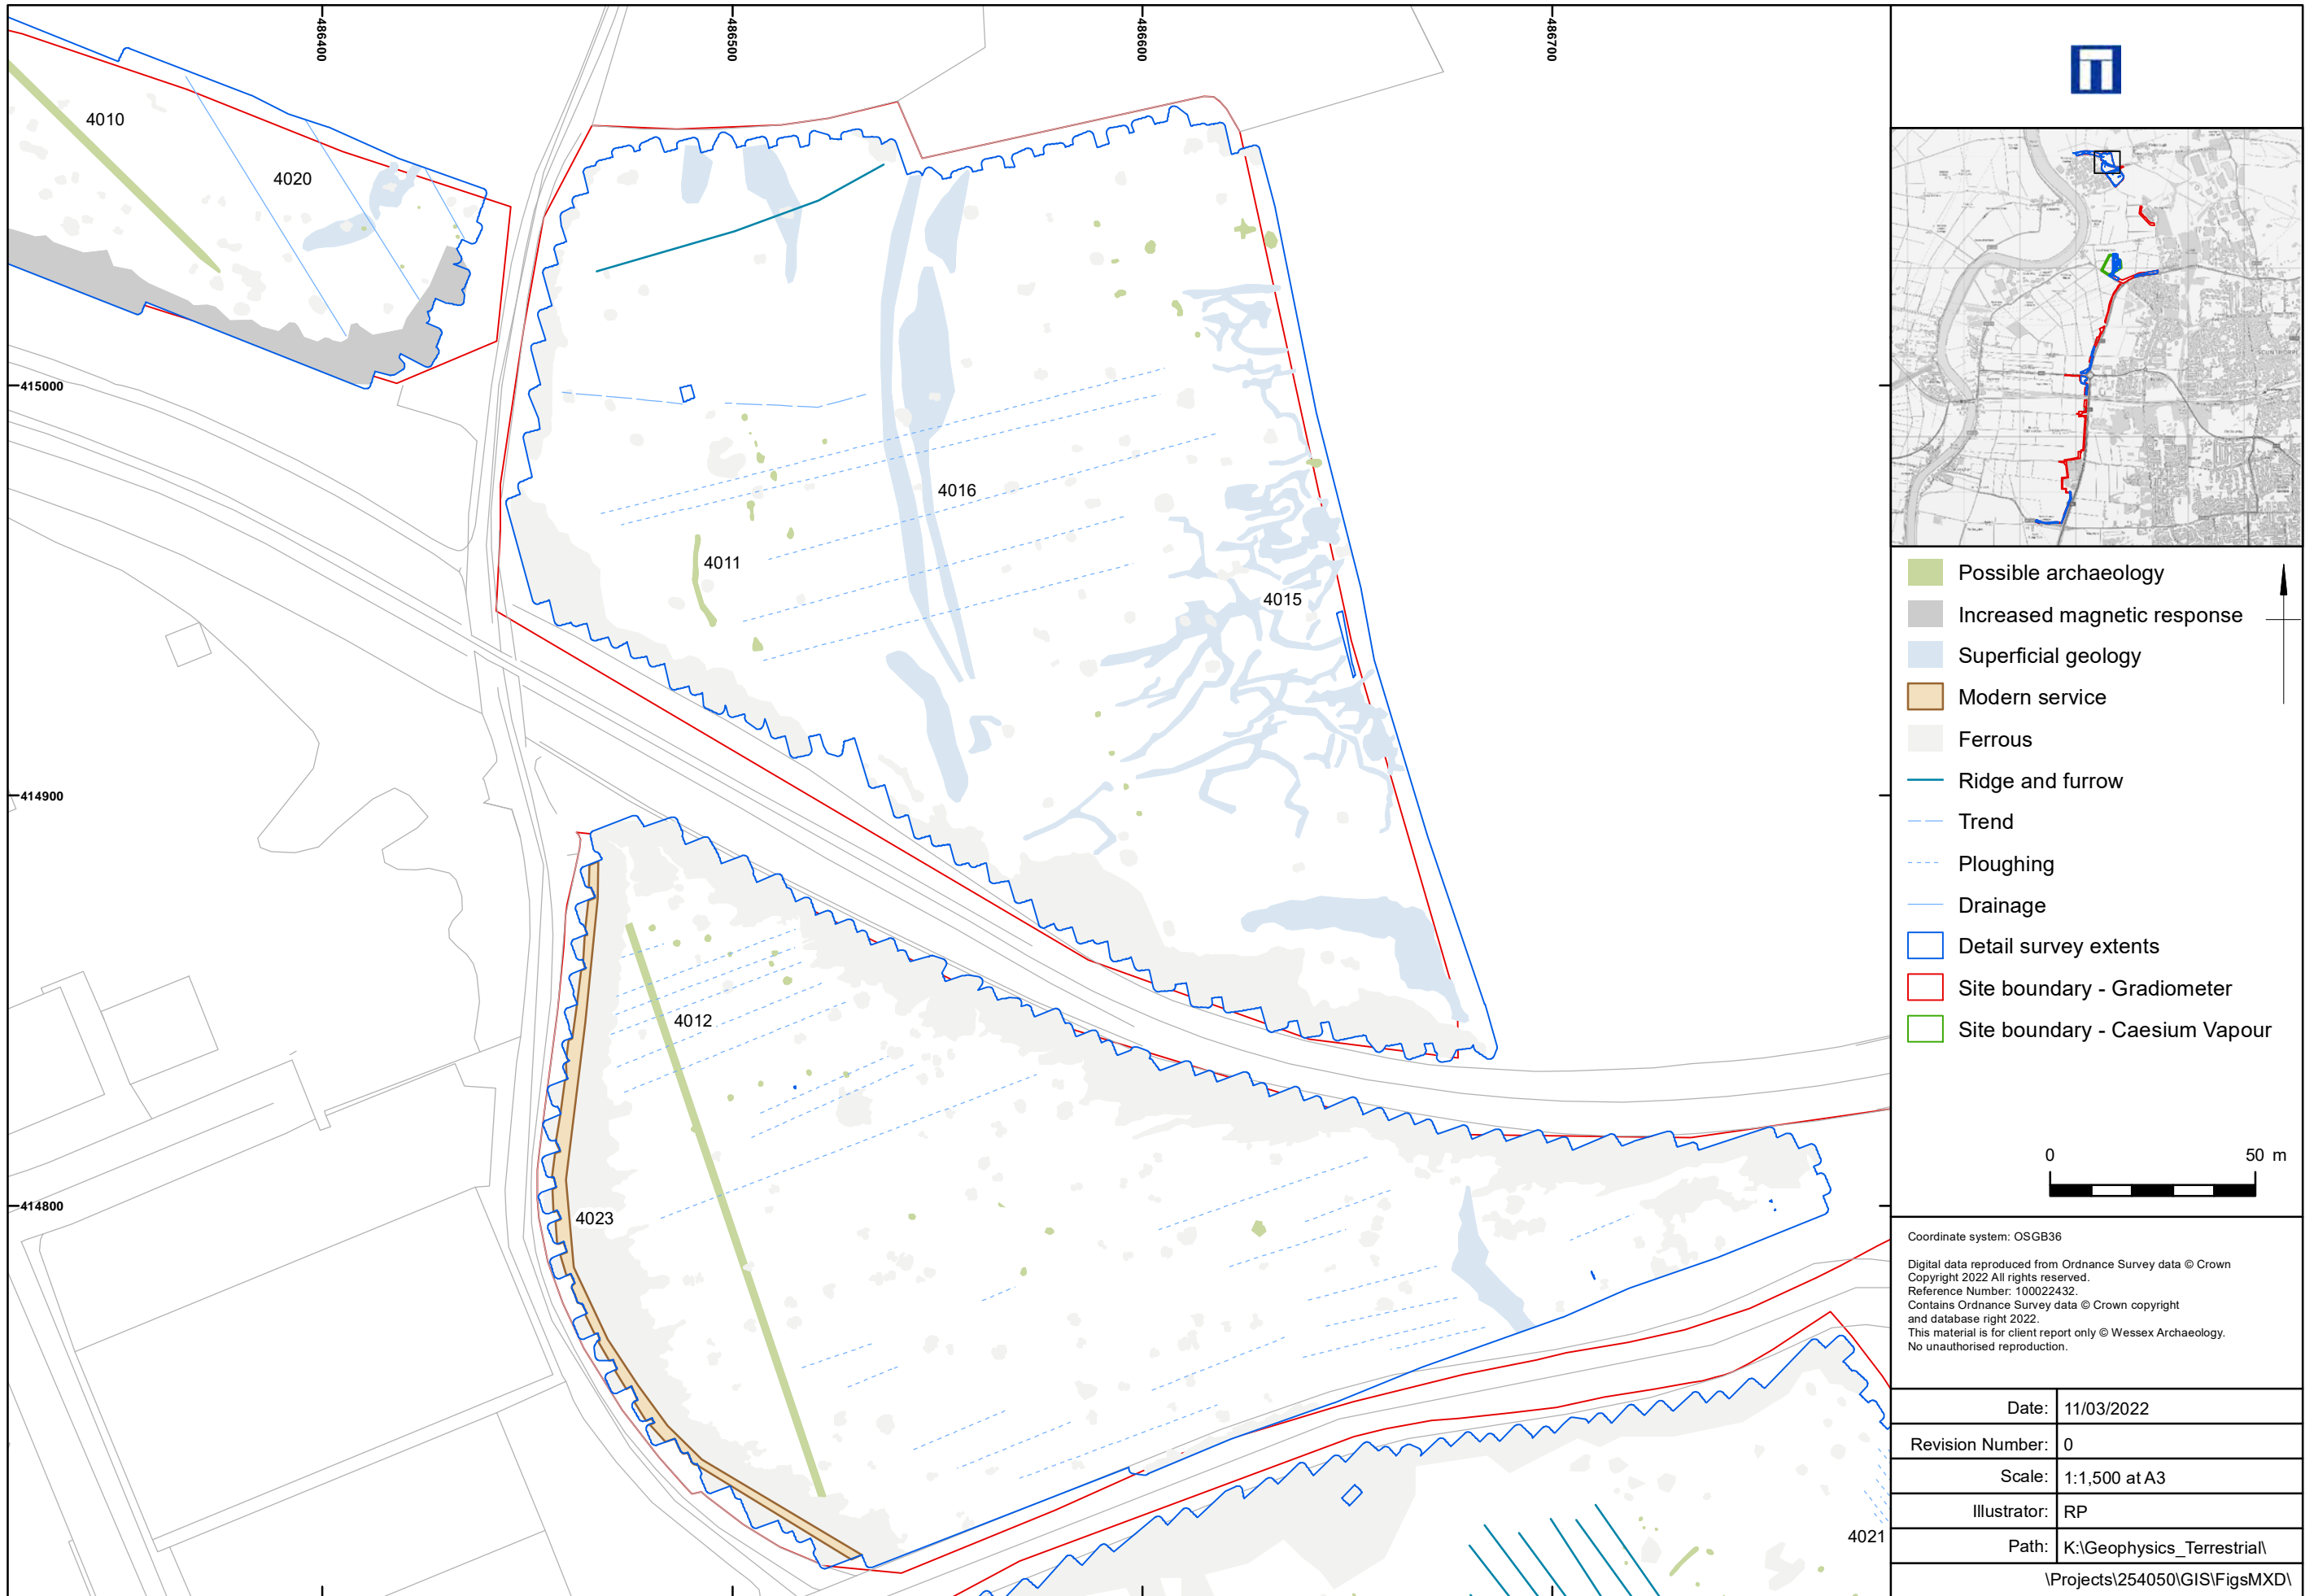 486400
486500
486600
486700
415000
414900
414800
4010
4020
4016
4011
4015
4012
4023
4021
Possible archaeology
Increased magnetic response
Superficial geology
Modern service
Ferrous
Ridge and furrow
Trend
Ploughing
Drainage
Detail survey extents
Site boundary - Gradiometer
Site boundary - Caesium Vapour
0 50 m
Coordinate system: OSGB36
Digital data reproduced from Ordnance Survey data © Crown
Copyright 2022 All rights reserved.
Reference Number: 100022432.
Contains Ordnance Survey data © Crown copyright
and database right 2022.
This material is for client report only © Wessex Archaeology.
No unauthorised reproduction.
Date: 11/03/2022
Revision Number: 0
Scale: 1:1,500 at A3
Illustrator: RP
Path: K:\Geophysics_Terrestrial\
\Projects\254050\GIS\FigsMXD\